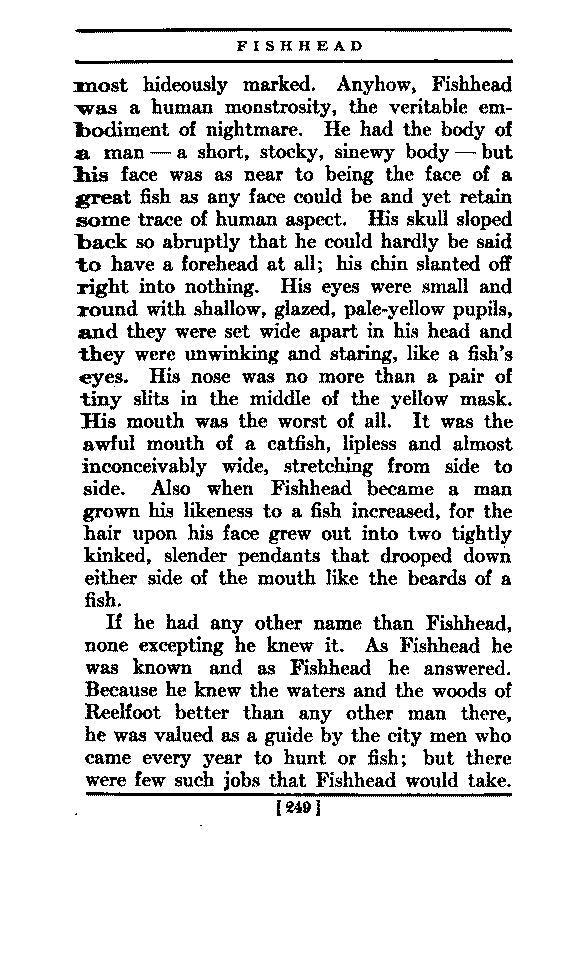 FISHHEAD
most hideously marked. Anyhow, Fishhead
was a human monstrosity, the veritable em-
bodiment of nightmare. He had the body of
a man — a short, stocky, sinewy body — but
his face was as near to being the face of a
great fish as any face could be and yet retain
some trace of human aspect. His skull sloped
back so abruptly that he could hardly be said
to have a forehead at all; his chin slanted off
right into nothing. His eyes were small and
round with shallow, glazed, pale-yellow pupils,
and they were set wide apart in his head and
they were unwinking and staring, like a fish's
eyes. His nose was no more than a pair of
tiny slits in the middle of the yellow mask.
His mouth was the worst of all. It was the
awful mouth of a catfish, lipless and almost
inconceivably wide, stretching from side to
side. Also when Fishhead became a man
grown his likeness to a fish increased, for the
hair upon his face grew out into two tightly
kinked, slender pendants that drooped down
either side of the mouth like the beards of a
fish.
If he had any other name than Fishhead,
none excepting he knew it. As Fishhead he
was known and as Fishhead he answered.
Because he knew the waters and the woods of
Reelfoot better than any other man there,
he was valued as a guide by the city men who
came every year to hunt or fish; but there
were few such jobs that Fishhead would take.
[249]